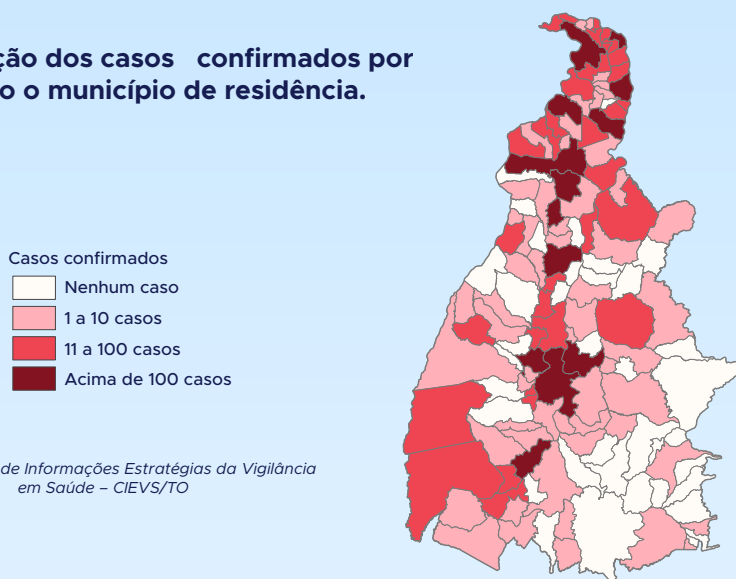 ção dos casos confirmados por
o o município de residência.
Casos confirmados
Nenhum caso
1 a 10 casos
11 a 100 casos
Acima de 100 casos
de Informações Estratégias da Vigilância
em Saúde – CIEVS/TO